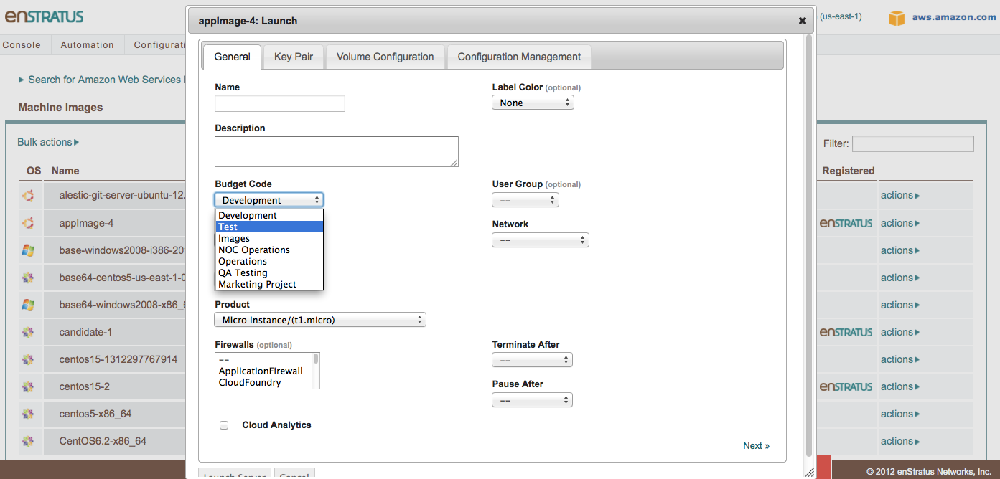 enSTRATUS
(us-east-1)
aws.amazon.com
Console
Automation
Configurati
Search for Amazon Web Services
Machine Images
Bulk actions
Filter:
OS
Name
Registered
alestic-git-server-ubuntu-12.
actions
appImage-4
enSTRATUS
actions
base-windows2008-i386-20
actions
base64-centos5-us-east-1-0
actions
base64-windows2008-x86_6
actions
candidate-1
enSTRATUS
actions
centos15-1312297767914
actions
centos15-2
enSTRATUS
actions
centos5-x86_64
actions
CentOS6.2-x86_64
actions
appImage-4: Launch
General
Key Pair
Volume Configuration
Configuration Management
Name
Label Color (optional)
None
Description
Budget Code
Development
Development
Test
Images
NOC Operations
Operations
QA Testing
Marketing Project
User Group (optional)
--
Network
--
Product
Micro Instance/(t1.micro)
Firewalls (optional)
--
ApplicationFirewall
CloudFoundry
Terminate After
--
Pause After
--
Cloud Analytics
Next »
Launch Server
Cancel
© 2012 enStratus Networks, Inc.